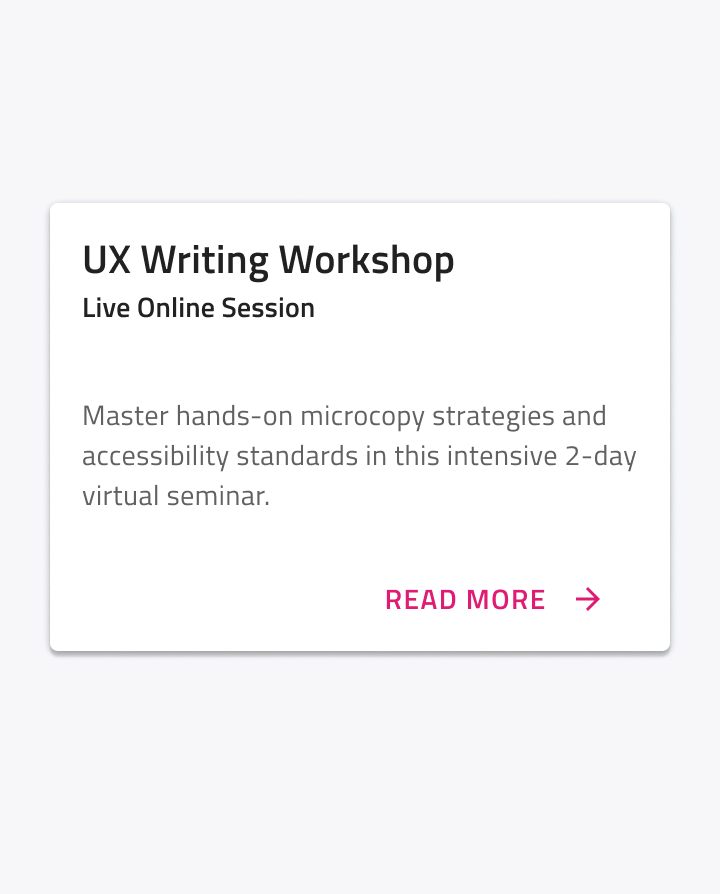 UX Writing Workshop
Live Online Session
Master hands-on microcopy strategies and
accessibility standards in this intensive 2-day
virtual seminar.
READ MORE